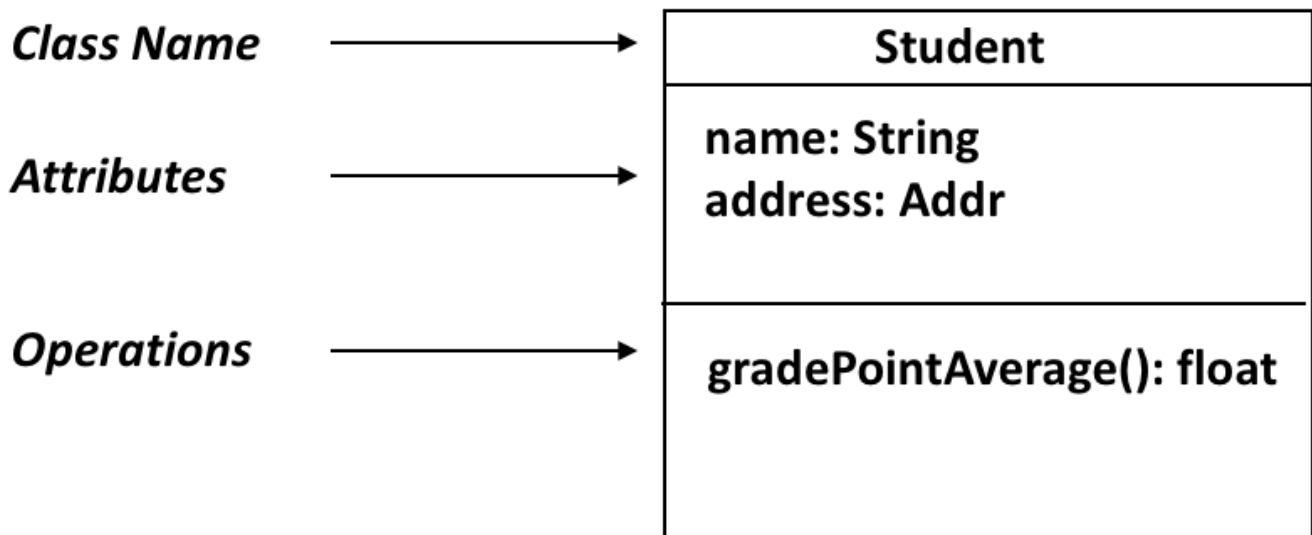 Class Name
Student
Attributes
name: String
address: Addr
Operations
gradePointAverage(): float